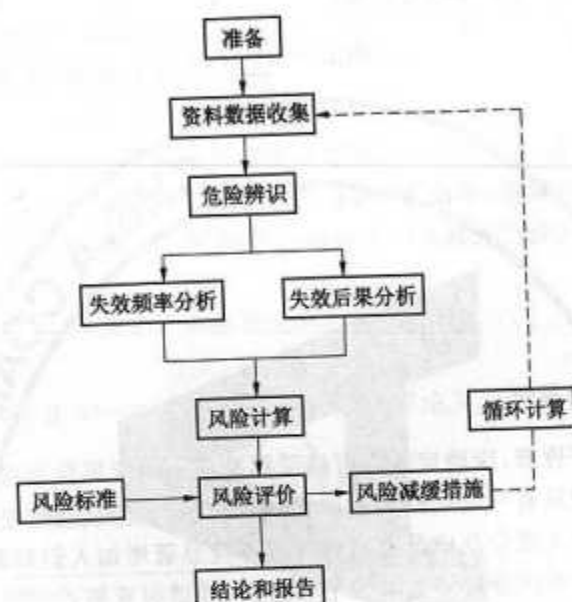 准备
资料数据收集
危险辨识
失效频率分析
失效后果分析
风险计算
循环计算
风险标准
风险评价
风险减缓措施
结论和报告